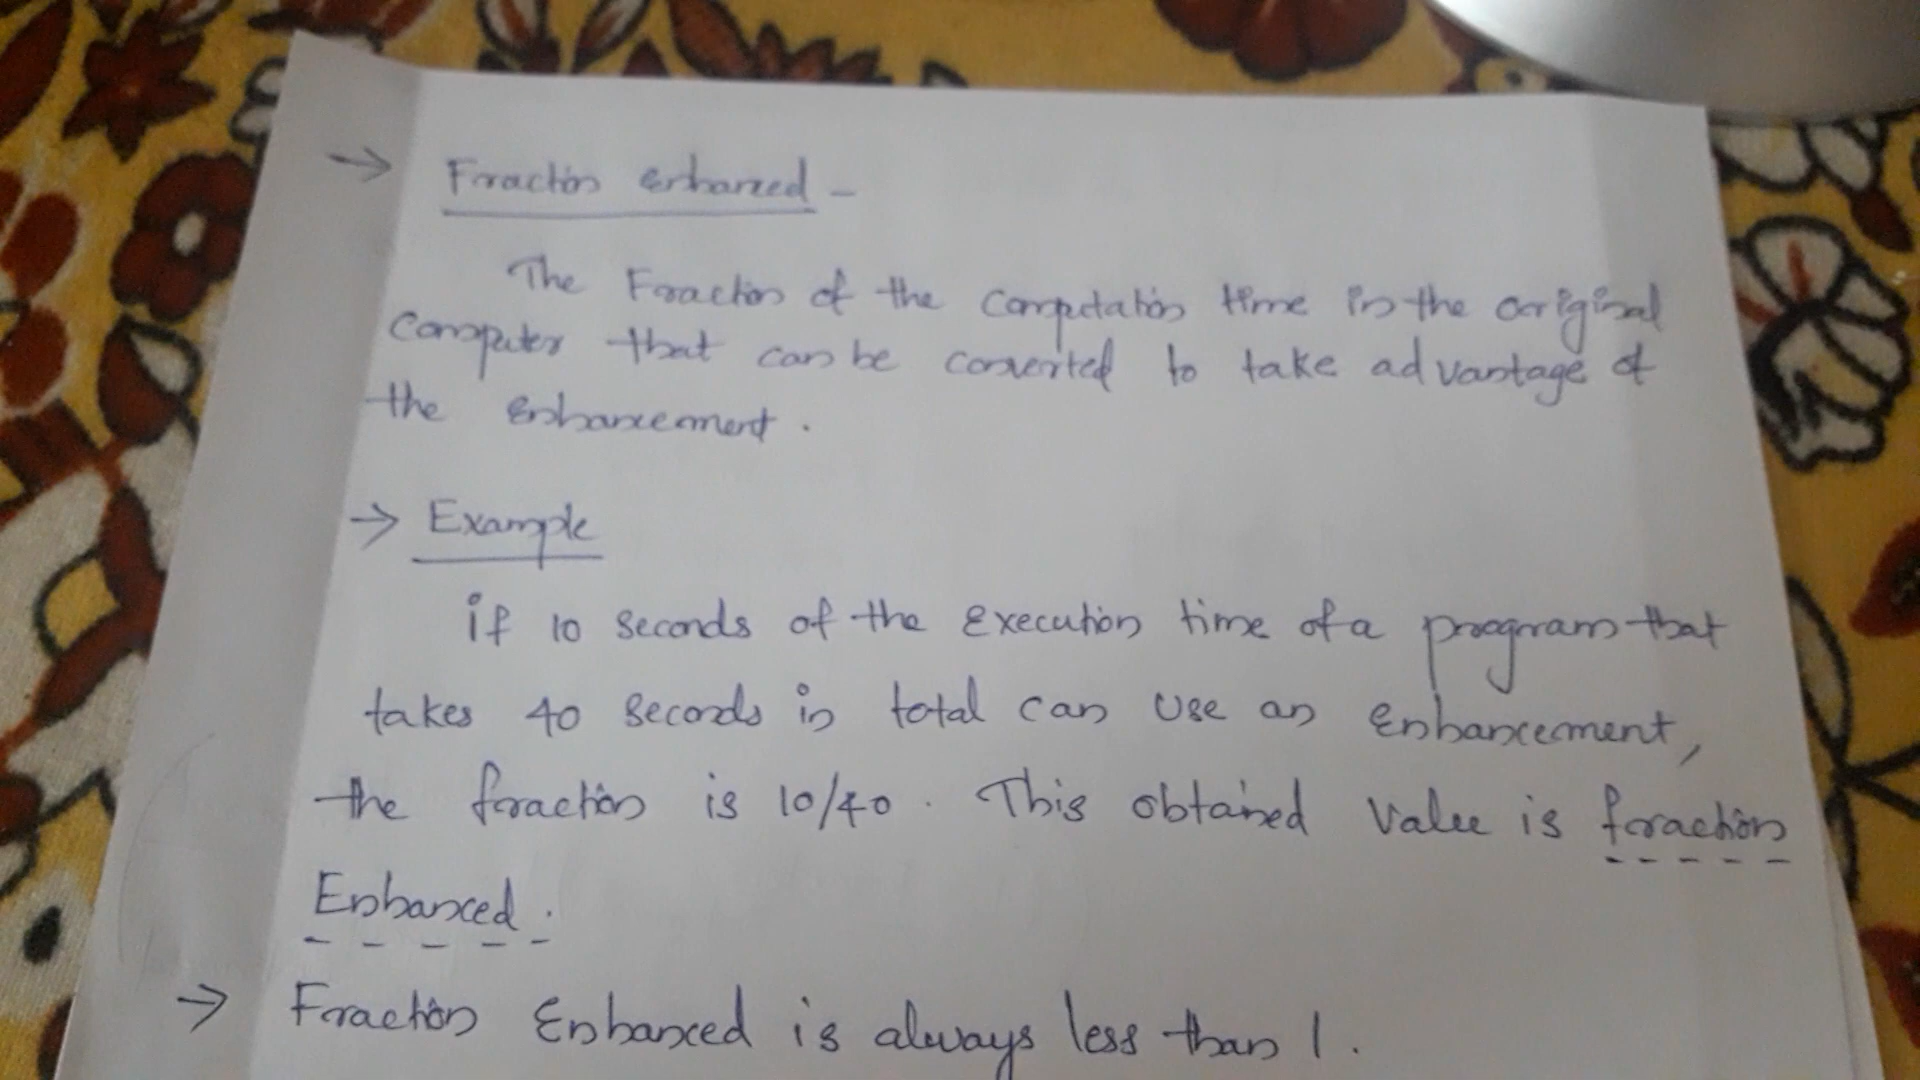 → Fraction enhanced -
The Fraction of the computation time in the original
computer that can be converted to take advantage of
the enhancement.
→ Example
if 10 seconds of the execution time of a program that
takes 40 seconds in total can use an enhancement,
the fraction is 10/40. This obtained value is fraction
Enhanced.
→ Fraction Enhanced is always less than 1.